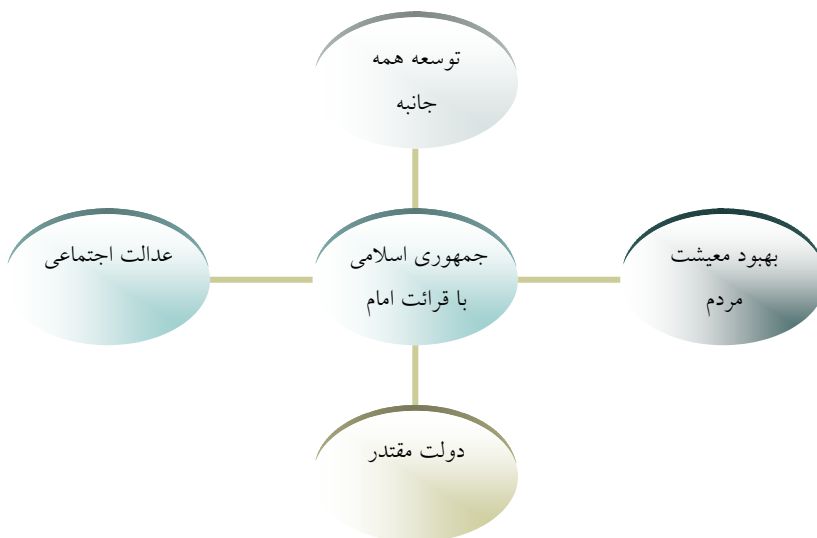 توسعه همه
جانبه
بهبود معیشت
مردم
جمهوری اسلامی
با قرائت امام
عدالت اجتماعی
دولت مقتدر